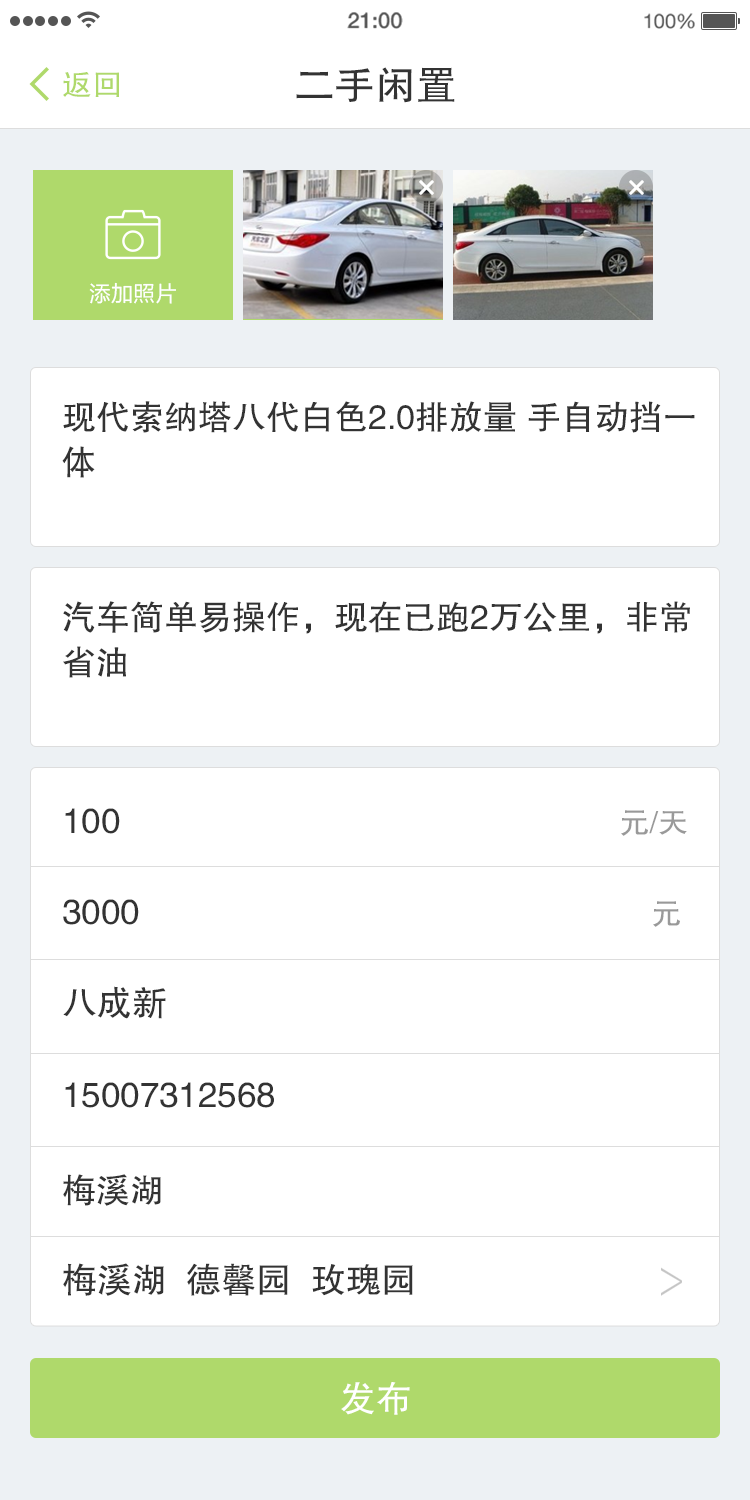 21:00
100%
返回
二手闲置
添加照片
现代索纳塔八代白色2.0排放量 手自动挡一
体
汽车简单易操作，现在已跑2万公里，非常
省油
100
元/天
3000
元
八成新
15007312568
梅溪湖
梅溪湖 德馨园 玫瑰园
发布